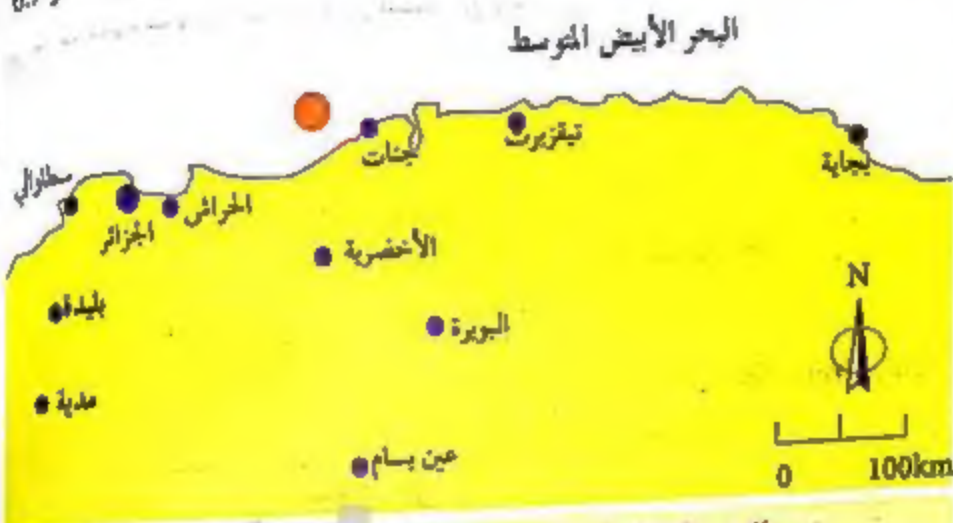 البحر الأبيض المتوسط
جنات
تيقزيرت
بجاية
سطاوالي
الجزائر
الحراش
الأخضرية
N
بليدة
البويرة
مدية
عين بسام
0
100km